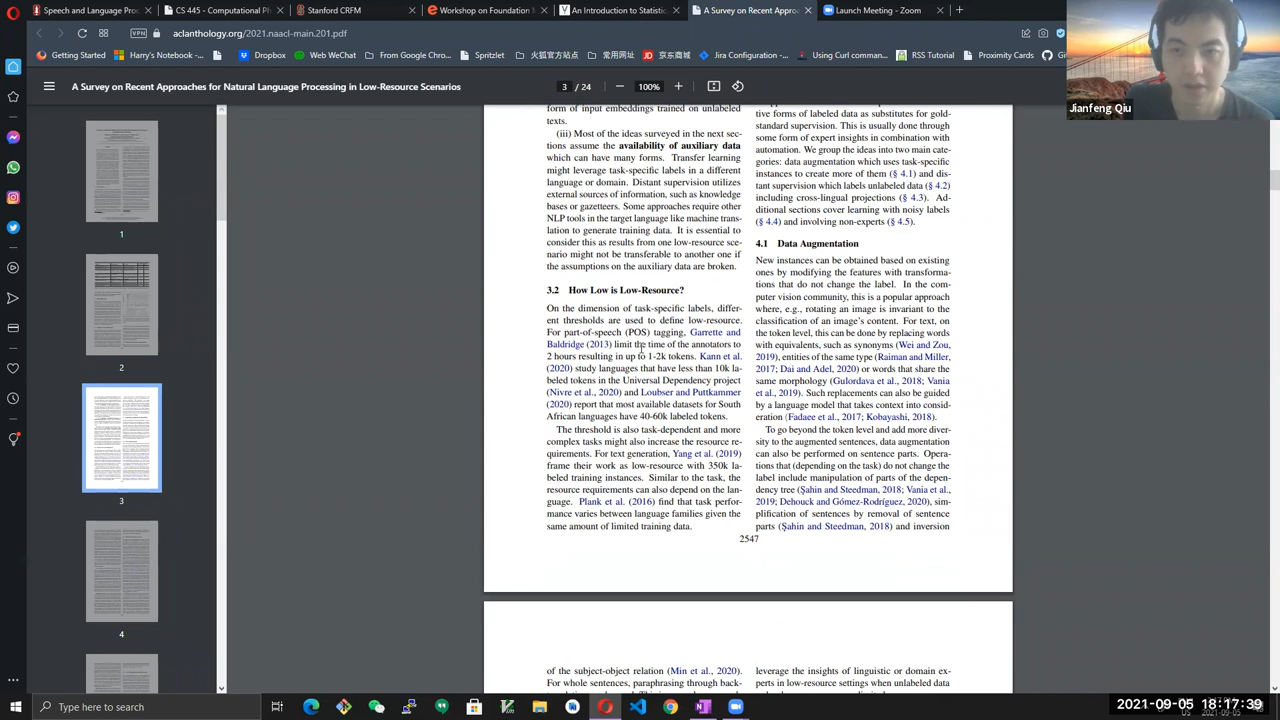 Speech and Language Proc
CS 445 - Computational Ph
Stanford CRFM
Workshop on Foundation M
An Introduction to Statistic
A Survey on Recent Approa
Launch Meeting - Zoom
VPN
aclanthology.org/2021.naacl-main.201.pdf
Getting Started
Harry's Notebook -...
Dropbox
Web WeChat
From Google Chro...
Spritzlet
火狐官方站点
常用网址
京东商城
Jira Configuration -...
Using Curl comman...
RSS Tutorial
Proximity Cards
A Survey on Recent Approaches for Natural Language Processing in Low-Resource Scenarios
3 / 24
100%
Jianfeng Qiu
1
2
3
4
form of input embeddings trained on unlabeled
texts.
(iii) Most of the ideas surveyed in the next sec-
tions assume the availability of auxiliary data
which can have many forms. Transfer learning
might leverage task-specific labels in a different
language or domain. Distant supervision utilizes
external sources of information, such as knowledge
bases or gazetteers. Some approaches require other
NLP tools in the target language like machine trans-
lation to generate training data. It is essential to
consider this as results from one low-resource sce-
nario might not be transferable to another one if
the assumptions on the auxiliary data are broken.
3.2 How Low is Low-Resource?
On the dimension of task-specific labels, differ-
ent thresholds are used to define low-resource.
For part-of-speech (POS) tagging, Garrette and
Baldridge (2013) limit the time of the annotators to
2 hours resulting in up to 1-2k tokens. Kann et al.
(2020) study languages that have less than 10k la-
beled tokens in the Universal Dependency project
(Nivre et al., 2020) and Loubser and Puttkammer
(2020) report that most available datasets for South
African languages have 40-60k labeled tokens.
The threshold is also task-dependent and more
complex tasks might also increase the resource re-
quirements. For text generation, Yang et al. (2019)
frame their work as low-resource with 350k la-
beled training instances. Similar to the task, the
resource requirements can also depend on the lan-
guage. Plank et al. (2016) find that task perfor-
mance varies between language families given the
same amount of limited training data.
tive forms of labeled data as substitutes for gold-
standard supervision. This is usually done through
some form of expert insights in combination with
automation. We group the ideas into two main cate-
gories: data augmentation which uses task-specific
instances to create more of them (§ 4.1) and dis-
tant supervision which labels unlabeled data (§ 4.2)
including cross-lingual projections (§ 4.3). Ad-
ditional sections cover learning with noisy labels
(§ 4.4) and involving non-experts (§ 4.5).
4.1 Data Augmentation
New instances can be obtained based on existing
ones by modifying the features with transforma-
tions that do not change the label. In the com-
puter vision community, this is a popular approach
where, e.g., rotating an image is invariant to the
classification of an image's content. For text, on
the token level, this can be done by replacing words
with equivalents, such as synonyms (Wei and Zou,
2019), entities of the same type (Raiman and Miller,
2017; Dai and Adel, 2020) or words that share the
same morphology (Gulordava et al., 2018; Vania
et al., 2019). Such replacements can also be guided
by a language model that takes context into consid-
eration (Fadaee et al., 2017; Kobayashi, 2018).
To go beyond the token level and add more diver-
sity to the augmented sentences, data augmentation
can also be performed on sentence parts. Opera-
tions that (depending on the task) do not change the
label include manipulation of parts of the depen-
dency tree (Şahin and Steedman, 2018; Vania et al.,
2019; Dehouck and Gómez-Rodríguez, 2020), sim-
plification of sentences by removal of sentence
parts (Şahin and Steedman, 2018) and inversion
2547
of the subject-object relation (Min et al., 2020).
For whole sentences, paraphrasing through back-
leverage the insights of linguistic or domain ex-
perts in low-resource settings when unlabeled data
Type here to search
2021-09-05 18:17:39